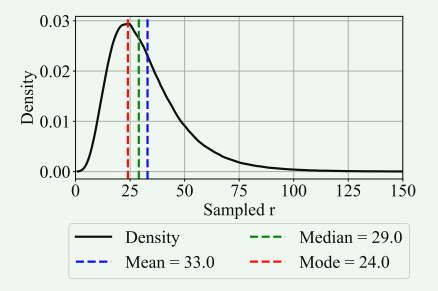 0.03
0.02
0.01
0.00
Density
0 25 50 75 100 125 150
Sampled r
Density Median = 29.0
Mean = 33.0 Mode = 24.0